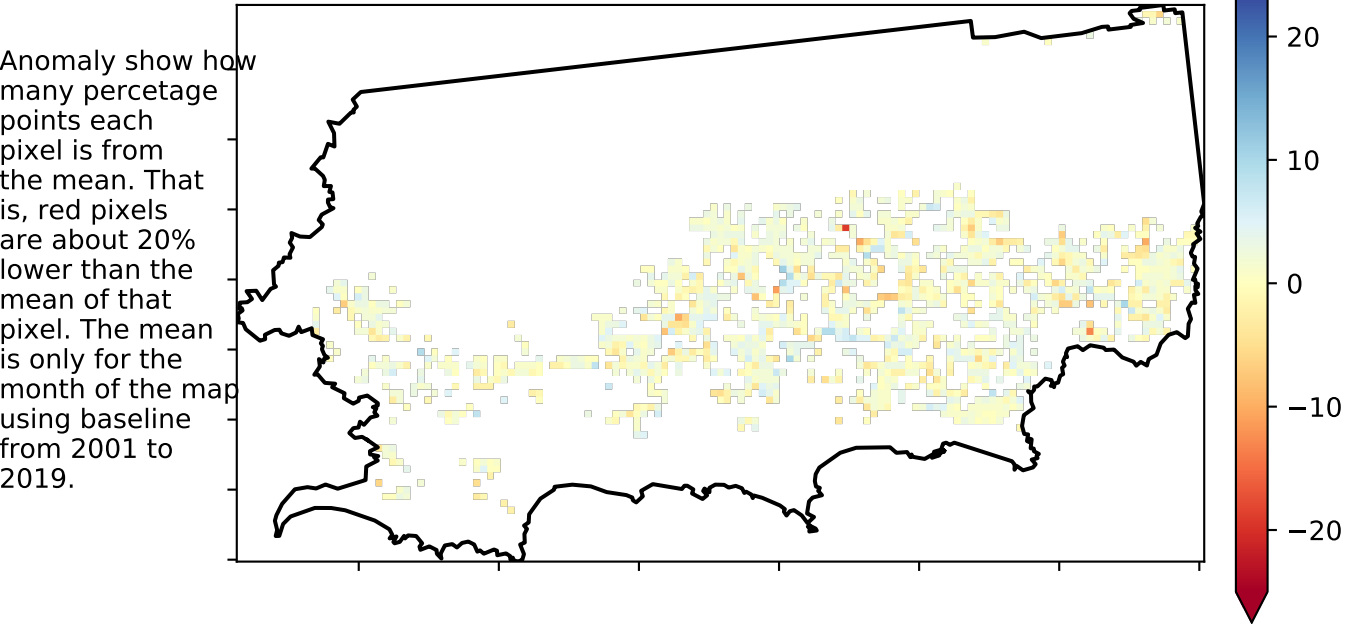 Anomaly show how
many percetage
points each
pixel is from
the mean. That
is, red pixels
are about 20%
lower than the
mean of that
pixel. The mean
is only for the
month of the map
using baseline
from 2001 to
2019.
20
10
0
−10
−20